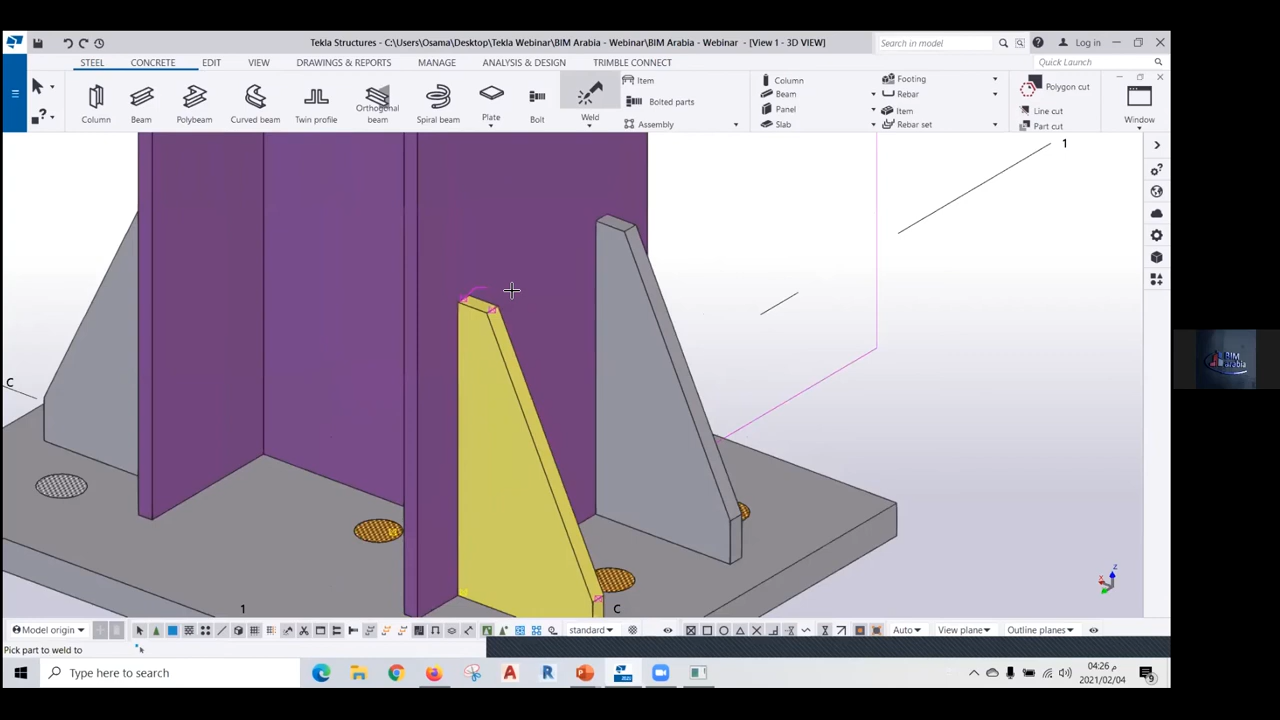 Tekla Structures - C:\Users\Osama\Desktop\Tekla Webinar\BIM Arabia - Webinar\BIM Arabia - Webinar - [View 1 - 3D VIEW]
Search in model
Log in
STEEL CONCRETE EDIT VIEW DRAWINGS & REPORTS MANAGE ANALYSIS & DESIGN TRIMBLE CONNECT
Quick Launch
Column
Beam
Polybeam
Curved beam
Twin profile
Orthogonal
beam
Spiral beam
Plate
Bolt
Weld
Item
Bolted parts
Assembly
Column
Beam
Panel
Slab
Footing
Rebar
Item
Rebar set
Polygon cut
Line cut
Part cut
Window
1
C
1
C
z
x
Model origin
standard
Auto
View plane
Outline planes
Pick part to weld to
Type here to search
04:26 م
2021/02/04
9
BIM
arabia